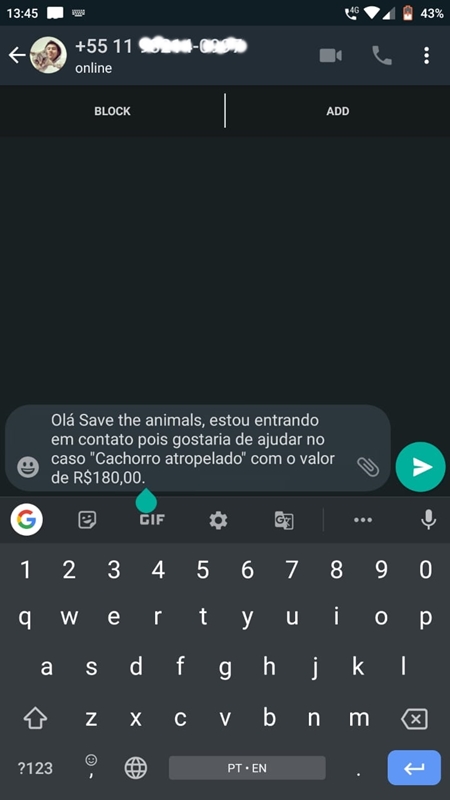 13:45
4G
43%
+55 11
online
BLOCK
ADD
Olá Save the animals, estou entrando
em contato pois gostaria de ajudar no
caso "Cachorro atropelado" com o valor
de R$180,00.
G
GIF
G
1 2 3 4 5 6 7 8 9 0
q w e r t y u i o p
a s d f g h j k l
z x c v b n m
?123
,
PT • EN
.